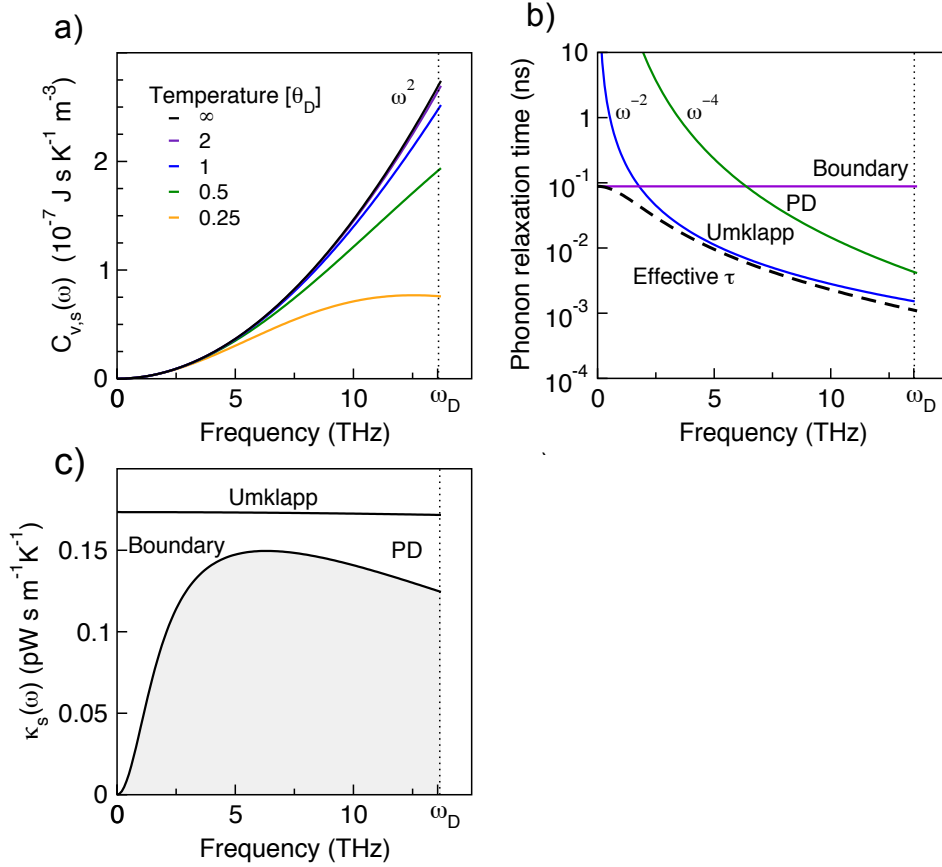 a)
C_{v,s}(ω) (10^{-7} J s K^{-1} m^{-3})
2
1
0
Temperature [θ_D]
∞
2
1
0.5
0.25
ω^2
0 5 10 ω_D
Frequency (THz)
b)
Phonon relaxation time (ns)
10
1
10^{-1}
10^{-2}
10^{-3}
10^{-4}
ω^{-2}
ω^{-4}
Boundary
PD
Umklapp
Effective τ
0 5 10 ω_D
Frequency (THz)
c)
κ_s(ω) (pW s m^{-1}K^{-1})
0.15
0.1
0.05
0
Umklapp
Boundary
PD
0 5 10 ω_D
Frequency (THz)